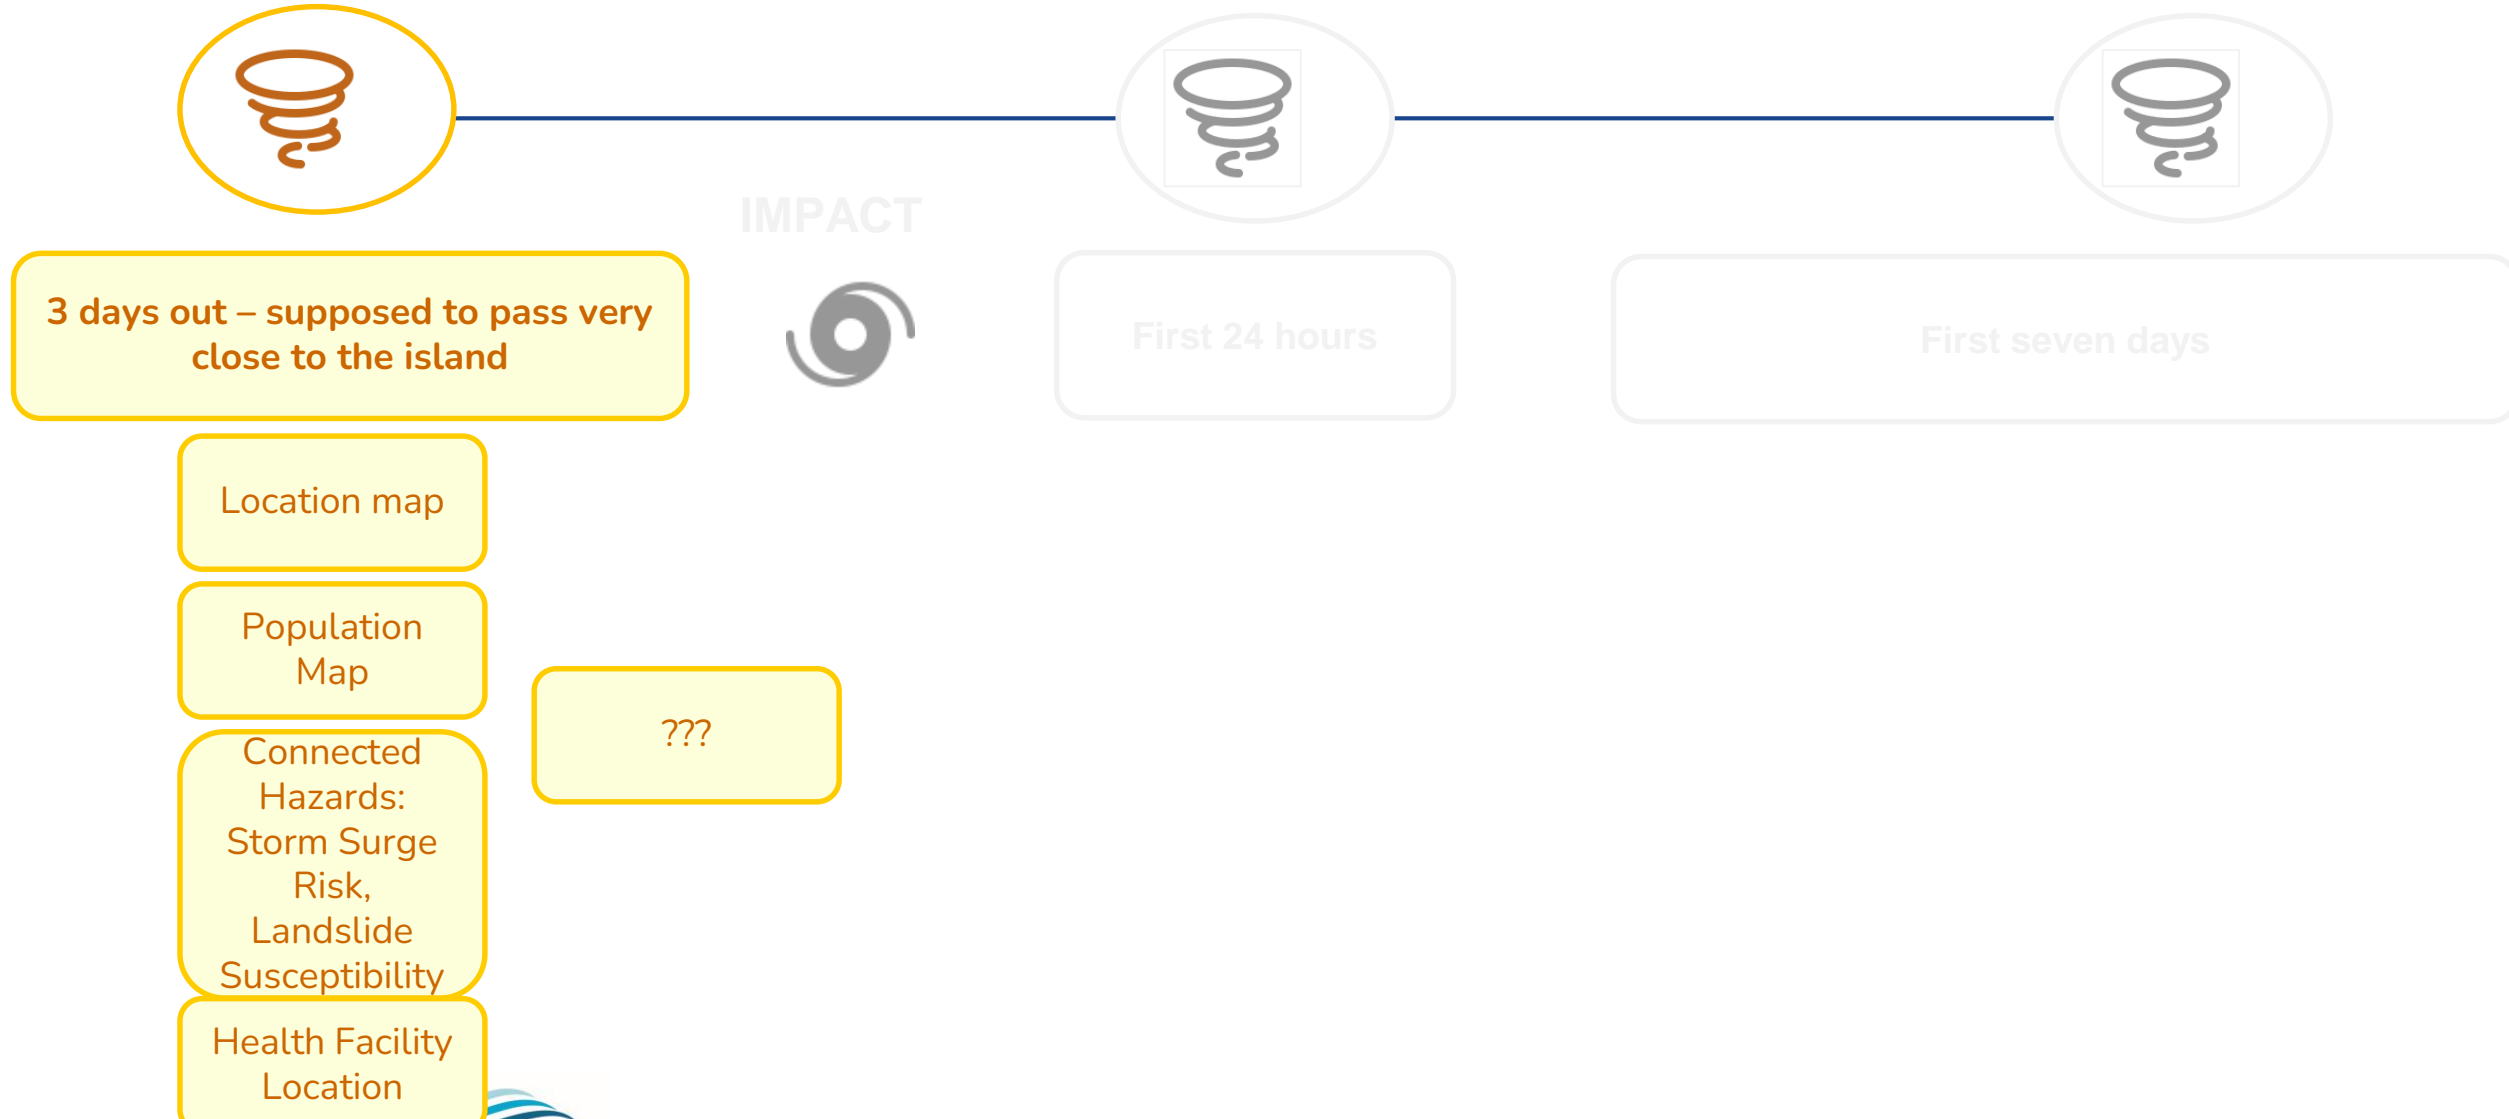 IMPACT
3 days out – supposed to pass very
close to the island
First 24 hours
First seven days
Location map
Population
Map
???
Connected
Hazards:
Storm Surge
Risk,
Landslide
Susceptibility
Health Facility
Location